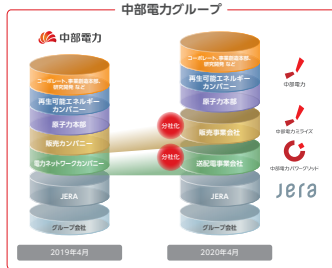 中部電力グループ
中部電力
コーポレート、事業創造本部、
研究開発 など
再生可能エネルギー
カンパニー
原子力本部
販売カンパニー
電力ネットワークカンパニー
JERA
グループ会社
2019年4月
分社化
分社化
コーポレート、事業創造本部、
研究開発 など
再生可能エネルギー
カンパニー
原子力本部
販売事業会社
送配電事業会社
JERA
グループ会社
2020年4月
中部電力
中部電力ミライズ
中部電力パワーグリッド
Jera